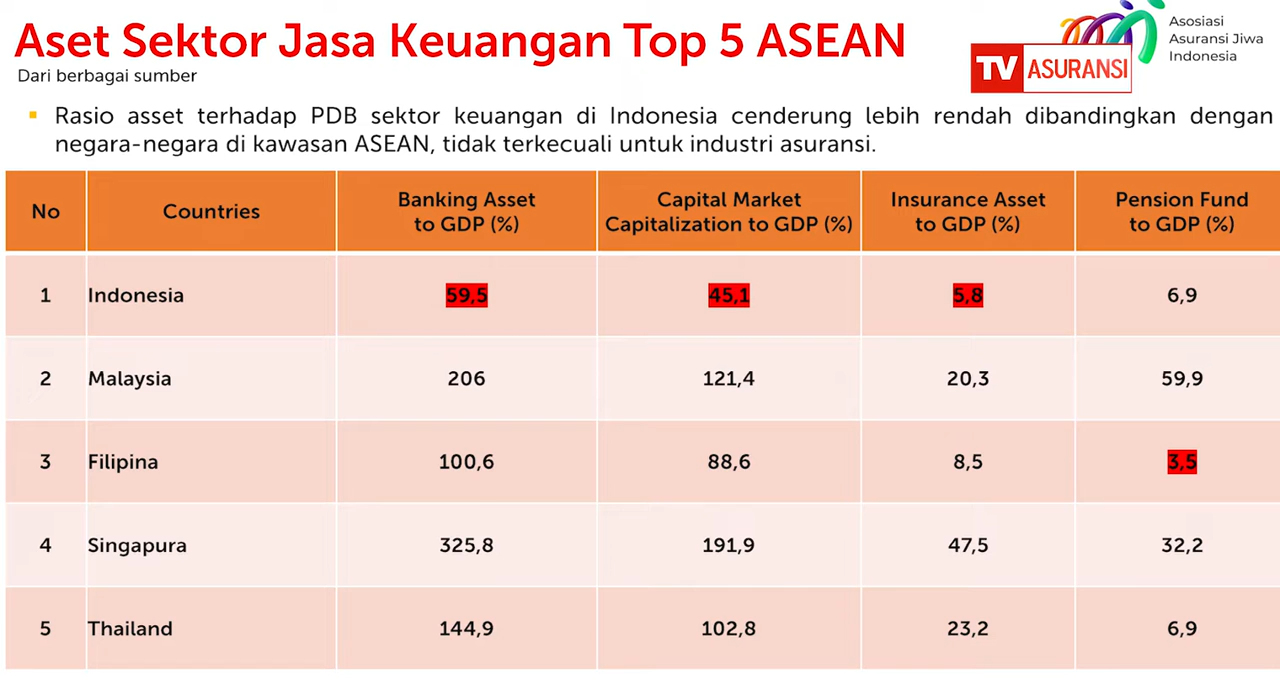 Aset Sektor Jasa Keuangan Top 5 ASEAN
Dari berbagai sumber
Asosiasi
Asuransi Jiwa
Indonesia
TV ASURANSI
▪ Rasio asset terhadap PDB sektor keuangan di Indonesia cenderung lebih rendah dibandingkan dengan
negara-negara di kawasan ASEAN, tidak terkecuali untuk industri asuransi.
No Countries Banking Asset to GDP (%) Capital Market Capitalization to GDP (%) Insurance Asset to GDP (%) Pension Fund to GDP (%)
1 Indonesia 59,5 45,1 5,8 6,9
2 Malaysia 206 121,4 20,3 59,9
3 Filipina 100,6 88,6 8,5 3,5
4 Singapura 325,8 191,9 47,5 32,2
5 Thailand 144,9 102,8 23,2 6,9